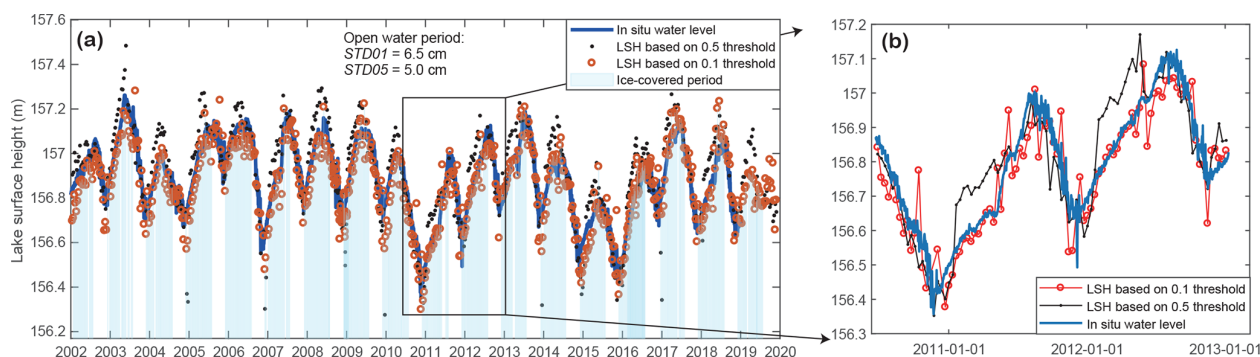 (a)
Open water period:
STD01 = 6.5 cm
STD05 = 5.0 cm
In situ water level
LSH based on 0.5 threshold
LSH based on 0.1 threshold
Ice-covered period
Lake surface height (m)
157.6
157.4
157.2
157
156.8
156.6
156.4
156.2
2002 2003 2004 2005 2006 2007 2008 2009 2010 2011 2012 2013 2014 2015 2016 2017 2018 2019 2020
(b)
157.2
157.1
157
156.9
156.8
156.7
156.6
156.5
156.4
156.3
LSH based on 0.1 threshold
LSH based on 0.5 threshold
In situ water level
2011-01-01 2012-01-01 2013-01-0